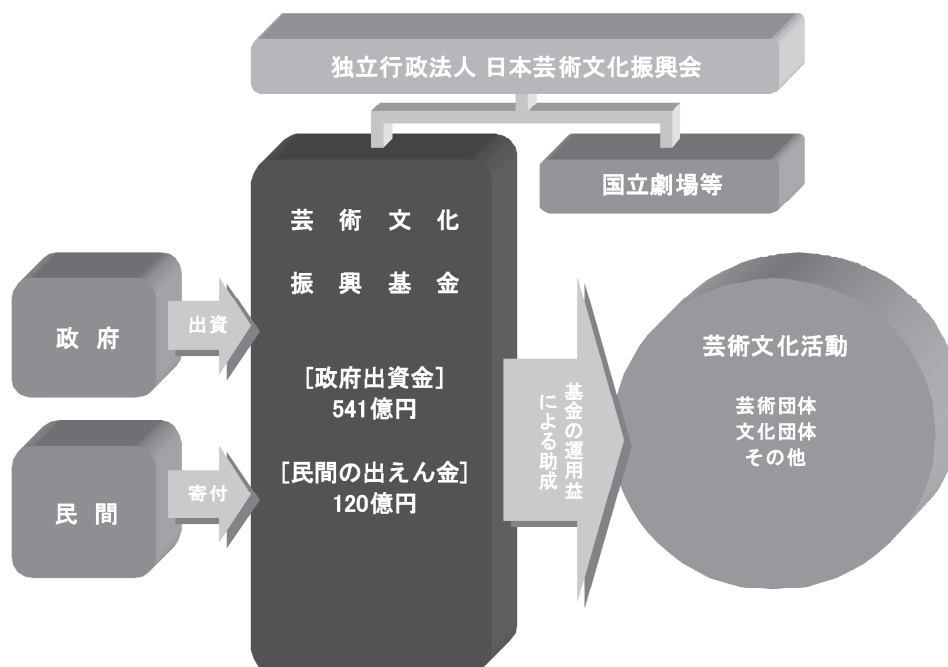 独立行政法人 日本芸術文化振興会
国立劇場等
芸術文化
振興基金
[政府出資金]
541億円
[民間の出えん金]
120億円
政府
出資
民間
寄付
基金の運用益
による助成
芸術文化活動
芸術団体
文化団体
その他